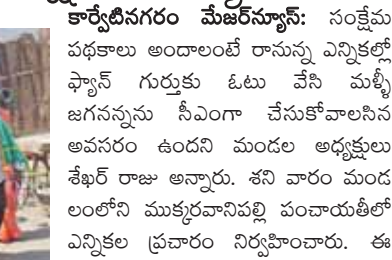 కార్వేటినగరం మేజర్‌న్యూస్: సంక్షేమ
పథకాలు అందాలంటే రానున్న ఎన్నికల్లో
ఫ్యాన్ గుర్తుకు ఓటు వేసి మళ్ళీ
జగనన్నను సీఎంగా చేసుకోవాలసిన
అవసరం ఉందని మండల అధ్యక్షులు
శేఖర్ రాజు అన్నారు. శని వారం మండ
లంలోని ముక్కరవానిపల్లి పంచాయతీలో
ఎన్నికల ప్రచారం నిర్వహించారు. ఈ